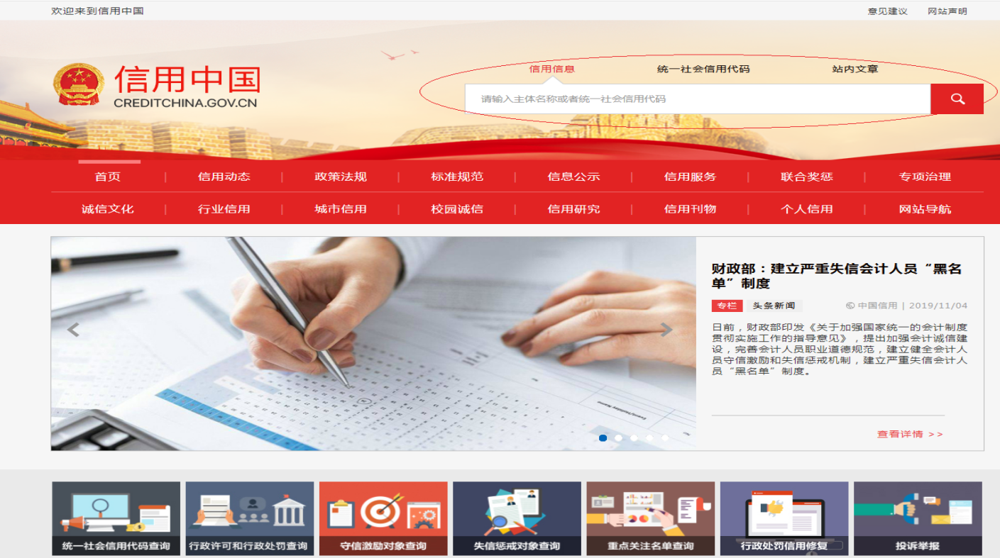 欢迎来到信用中国
意见建议 网站声明
信用中国
CREDITCHINA.GOV.CN
信用信息 统一社会信用代码 站内文章
请输入主体名称或者统一社会信用代码
首页 | 信用动态 | 政策法规 | 标准规范 | 信息公示 | 信用服务 | 联合奖惩 | 专项治理
诚信文化 | 行业信用 | 城市信用 | 校园诚信 | 信用研究 | 信用刊物 | 个人信用 | 网站导航
财政部：建立严重失信会计人员“黑名
单”制度
专栏 头条新闻 中国信用 | 2019/11/04
日前，财政部印发《关于加强国家统一的会计制度
贯彻实施工作的指导意见》，提出加强会计诚信建
设，完善会计人员职业道德规范，建立健全会计人
员守信激励和失信惩戒机制，建立严重失信会计人
员“黑名单”制度。
查看详情 >>
统一社会信用代码查询 行政许可和行政处罚查询 守信激励对象查询 失信惩戒对象查询 重点关注名单查询 行政处罚信用修复 投诉举报